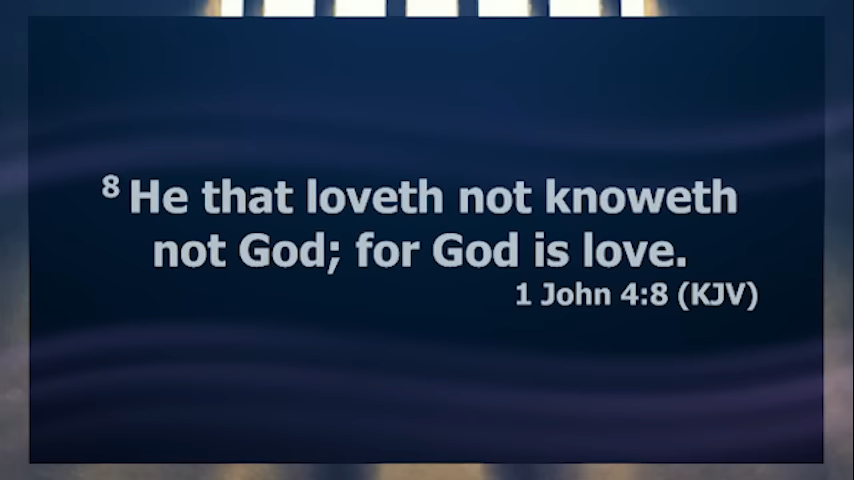 8 He that loveth not knoweth
not God; for God is love.
1 John 4:8 (KJV)